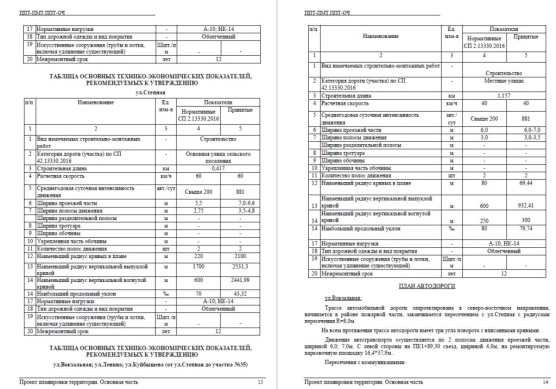 ППТ-ПМТ.ППТ-ОЧ
17 Нормативные нагрузки - А-10; НК-14
18 Тип дорожной одежды и вид покрытия - Облегченный
19 Искусственные сооружения (трубы и лотки, Шшт./п
включая удлинение существующей) м - -
20 Межремонтный срок лет 12
ТАБЛИЦА ОСНОВНЫХ ТЕХНИКО-ЭКОНОМИЧЕСКИХ ПОКАЗАТЕЛЕЙ,
РЕКОМЕНДУЕМЫХ К УТВЕРЖДЕНИЮ
ул.Степная
п/п Наименование Ед. изм-я Показатели
Нормативные СП 2.13330.2016 Принятые
1 2 3 4 5
1 Вид намечаемых строительно-монтажных работ - Строительство
2 Категория дороги (участка) по СП 42.13330.2016 - Основная улица сельского поселения
3 Строительная длина км 0,417
4 Расчетная скорость км/ч 60 60
5 Среднегодовая суточная интенсивность движения авт./сут Свыше 200 881
6 Ширина проезжей части м 5,5 7,0-9,6
7 Ширина полосы движения м 2,75 3,5-4,8
8 Ширина разделительной полосы м - -
8 Ширина тротуара м - -
9 Ширина обочины м - -
10 Укрепленная часть обочины м - -
11 Количество полос движения шт 2 2
12 Наименьший радиус кривых в плане м 220 2100
13 Наименьший радиус вертикальной выпуклой кривой м 1700 2531,3
14 Наименьший радиус вертикальной вогнутой кривой м 600 2441,99
14 Наибольший продольный уклон ‰ 70 43,32
17 Нормативные нагрузки - А-10; НК-14
18 Тип дорожной одежды и вид покрытия - Облегченный
19 Искусственные сооружения (трубы и лотки, Шшт./п
включая удлинение существующей) м - -
20 Межремонтный срок лет 12
ТАБЛИЦА ОСНОВНЫХ ТЕХНИКО-ЭКОНОМИЧЕСКИХ ПОКАЗАТЕЛЕЙ,
РЕКОМЕНДУЕМЫХ К УТВЕРЖДЕНИЮ
ул.Вокзальная; ул.Ленина; ул.Куйбышево (от ул.Степная до участка №35)
Проект планировки территории. Основная часть 13
ППТ-ПМТ.ППТ-ОЧ
п/п Наименование Ед. изм-я Показатели
Нормативные СП 2.13330.2016 Принятые
1 2 3 4 5
1 Вид намечаемых строительно-монтажных работ - Строительство
2 Категория дороги (участка) по СП 42.13330.2016 - Местные улицы
3 Строительная длина км 1,157
4 Расчетная скорость км/ч 40 40
5 Среднегодовая суточная интенсивность движения авт./сут Свыше 200 881
6 Ширина проезжей части м 6,0 6,0-7,0
7 Ширина полосы движения м 3,0 3,0-3,5
Ширина разделительной полосы м - -
8 Ширина тротуара м - -
9 Ширина обочины м - -
10 Укрепленная часть обочины м - -
11 Количество полос движения шт 2 2
12 Наименьший радиус кривых в плане м 80 69,44
13 Наименьший радиус вертикальной выпуклой кривой м 600 932,41
14 Наименьший радиус вертикальной вогнутой кривой м 250 300
14 Наибольший продольный уклон ‰ 80 79,74
17 Нормативные нагрузки - А-10; НК-14
18 Тип дорожной одежды и вид покрытия - Облегченный
19 Искусственные сооружения (трубы и лотки, Шшт./п
включая удлинение существующей) м - -
20 Межремонтный срок лет 12
ПЛАН АВТОДОРОГИ
ул.Вокзальная:
Трасса автомобильной дороги запроектирована в северо-восточном направлении,
начинается в районе пожарной части, заканчивается пересечением с ул.Степная с радиусом
пересечения R=8,0м.
На всем протяжении трасса автодороги имеет три угла поворота с вписанными кривыми.
Движение автотранспорта осуществляется по 2 полосам движения проезжей части,
шириной 6,0; 7,0м. С левой стороны на ПК1+89,30 съезд, шириной 4,0м, на ремонтируемую
парковочную площадку 16,4*37,9м.
Пересечения с коммуникациями:
Проект планировки территории. Основная часть 14